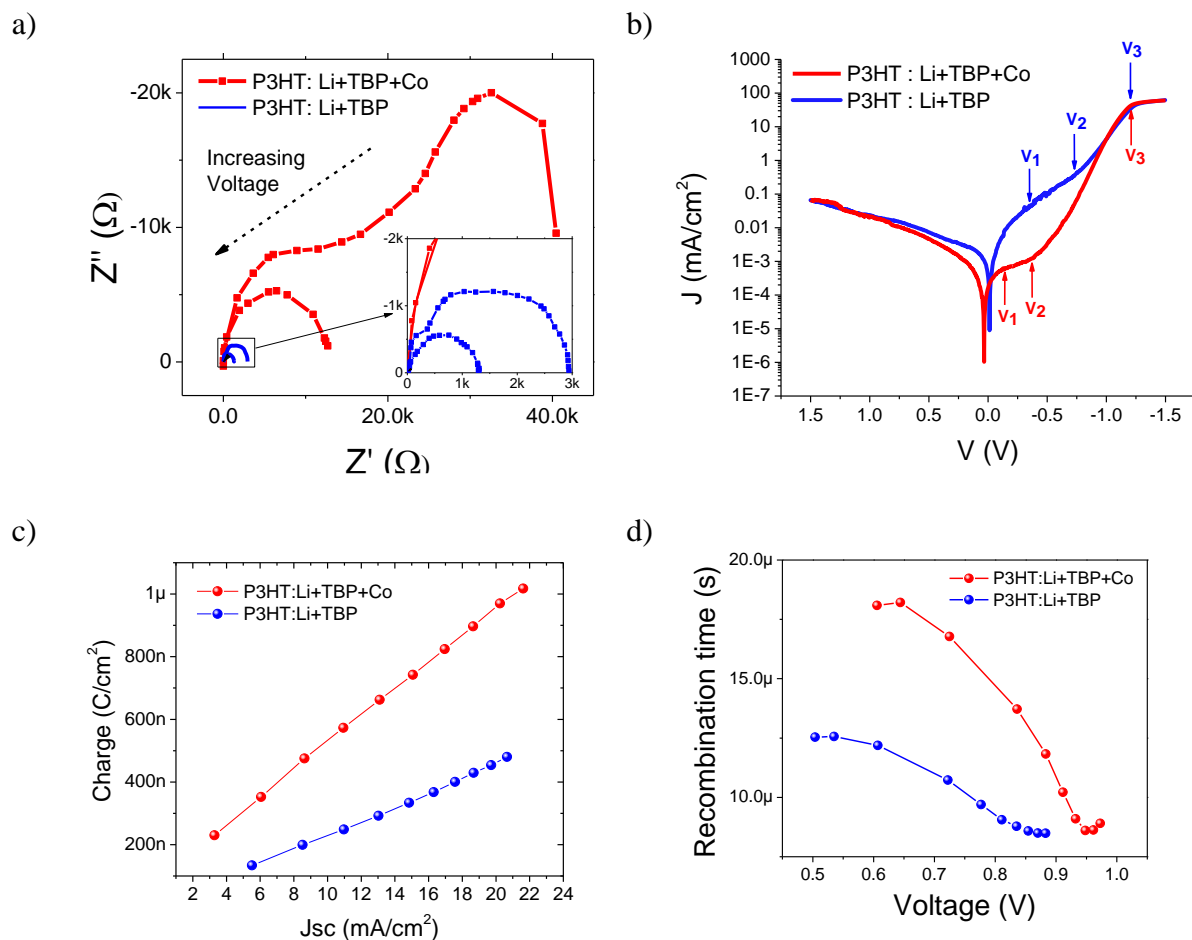 a)
P3HT: Li+TBP+Co
P3HT: Li+TBP
Increasing
Voltage
-20k
-10k
0
Z'' (Ω)
0.0
20.0k
40.0k
Z' (Ω)
-2k
-1k
0
0
1k
2k
3k
b)
P3HT : Li+TBP+Co
P3HT : Li+TBP
V3
V2
V1
V3
V1
V2
1000
100
10
1
0.1
0.01
1E-3
1E-4
1E-5
1E-6
1E-7
J (mA/cm²)
1.5
1.0
0.5
0.0
-0.5
-1.0
-1.5
V (V)
c)
P3HT:Li+TBP+Co
P3HT:Li+TBP
1µ
800n
600n
400n
200n
Charge (C/cm²)
2 4 6 8 10 12 14 16 18 20 22 24
Jsc (mA/cm²)
d)
P3HT:Li+TBP+Co
P3HT:Li+TBP
20.0µ
15.0µ
10.0µ
Recombination time (s)
0.5 0.6 0.7 0.8 0.9 1.0
Voltage (V)